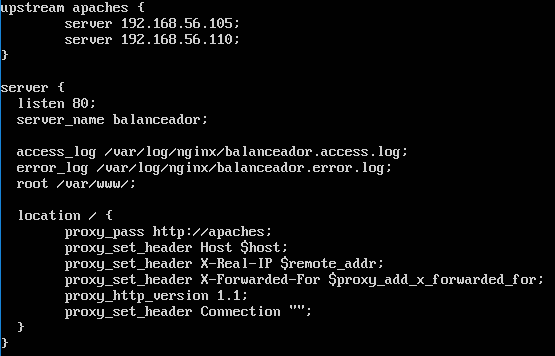 upstream apaches {
server 192.168.56.105;
server 192.168.56.110;
}
server {
listen 80;
server_name balanceador;
access_log /var/log/nginx/balanceador.access.log;
error_log /var/log/nginx/balanceador.error.log;
root /var/www/;
location / {
proxy_pass http://apaches;
proxy_set_header Host $host;
proxy_set_header X-Real-IP $remote_addr;
proxy_set_header X-Forwarded-For $proxy_add_x_forwarded_for;
proxy_http_version 1.1;
proxy_set_header Connection "";
}
}